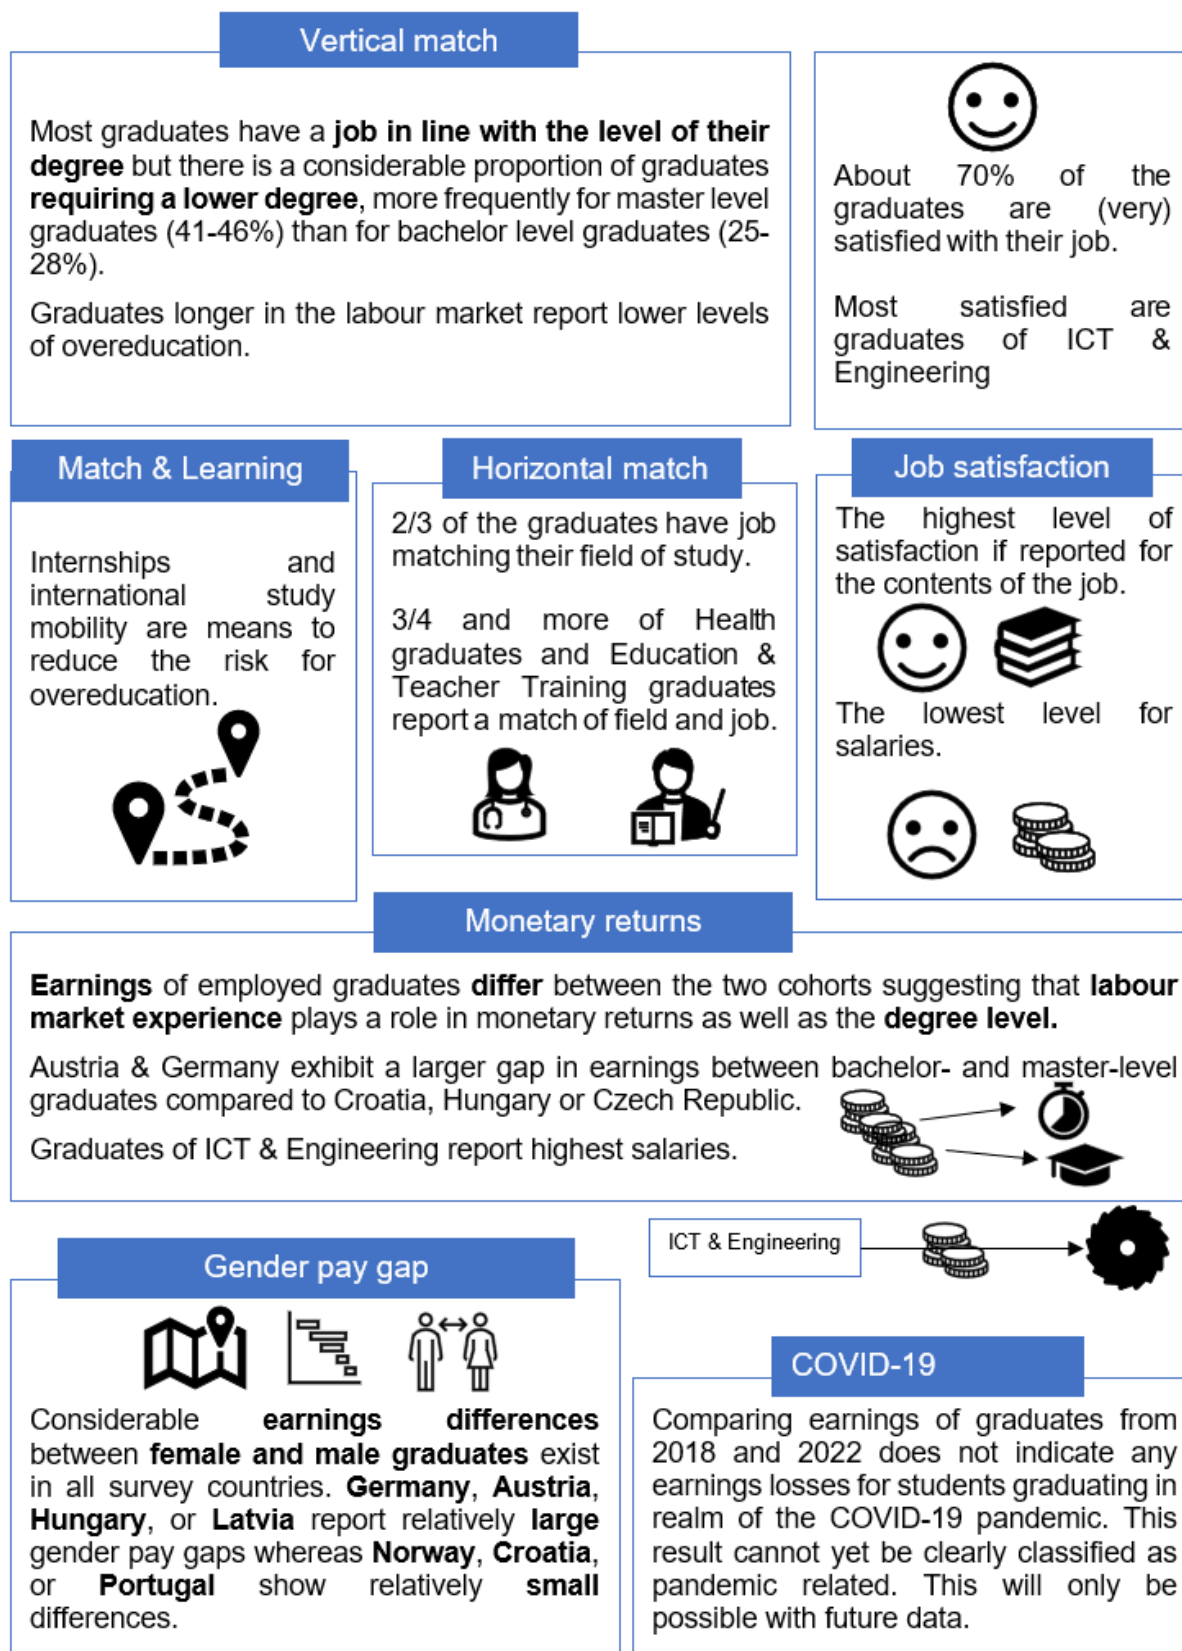 Vertical match
Most graduates have a job in line with the level of their
degree but there is a considerable proportion of graduates
requiring a lower degree, more frequently for master level
graduates (41-46%) than for bachelor level graduates (25-
28%).
Graduates longer in the labour market report lower levels
of overeducation.
About 70% of the
graduates are (very)
satisfied with their job.
Most satisfied are
graduates of ICT &
Engineering
Match & Learning
Internships and
international study
mobility are means to
reduce the risk for
overeducation.
Horizontal match
2/3 of the graduates have job
matching their field of study.
3/4 and more of Health
graduates and Education &
Teacher Training graduates
report a match of field and job.
Job satisfaction
The highest level of
satisfaction if reported for
the contents of the job.
The lowest level for
salaries.
Monetary returns
Earnings of employed graduates differ between the two cohorts suggesting that labour
market experience plays a role in monetary returns as well as the degree level.
Austria & Germany exhibit a larger gap in earnings between bachelor- and master-level
graduates compared to Croatia, Hungary or Czech Republic.
Graduates of ICT & Engineering report highest salaries.
ICT & Engineering
Gender pay gap
Considerable earnings differences
between female and male graduates exist
in all survey countries. Germany, Austria,
Hungary, or Latvia report relatively large
gender pay gaps whereas Norway, Croatia,
or Portugal show relatively small
differences.
COVID-19
Comparing earnings of graduates from
2018 and 2022 does not indicate any
earnings losses for students graduating in
realm of the COVID-19 pandemic. This
result cannot yet be clearly classified as
pandemic related. This will only be
possible with future data.